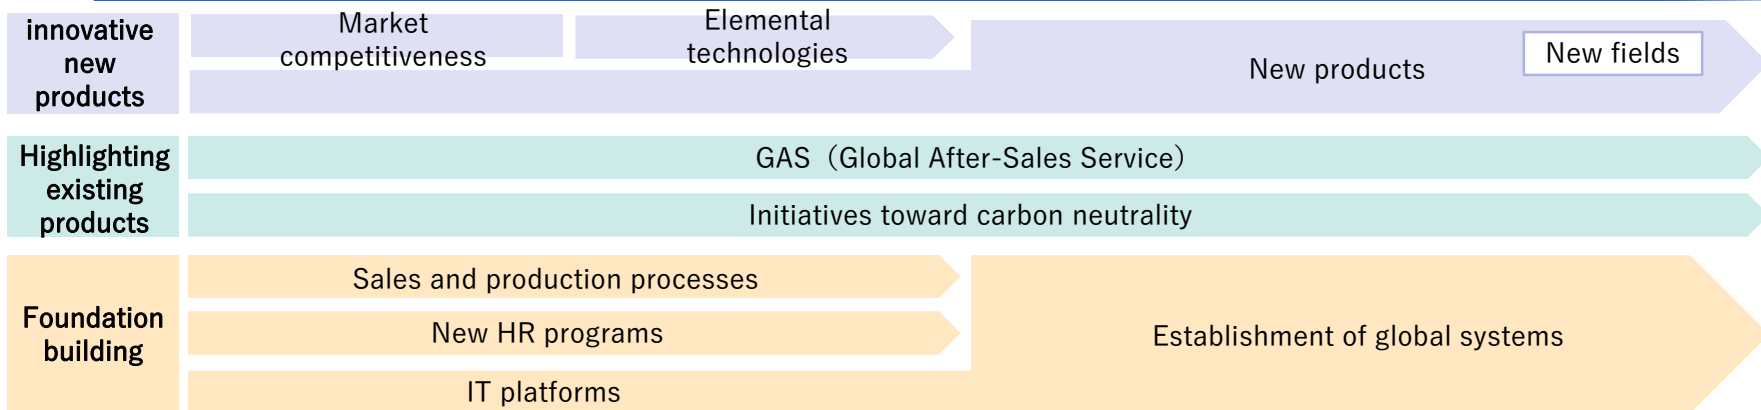 innovative
new
products
Market
competitiveness
Elemental
technologies
New products
New fields
Highlighting
existing
products
GAS（Global After-Sales Service）
Initiatives toward carbon neutrality
Foundation
building
Sales and production processes
New HR programs
IT platforms
Establishment of global systems